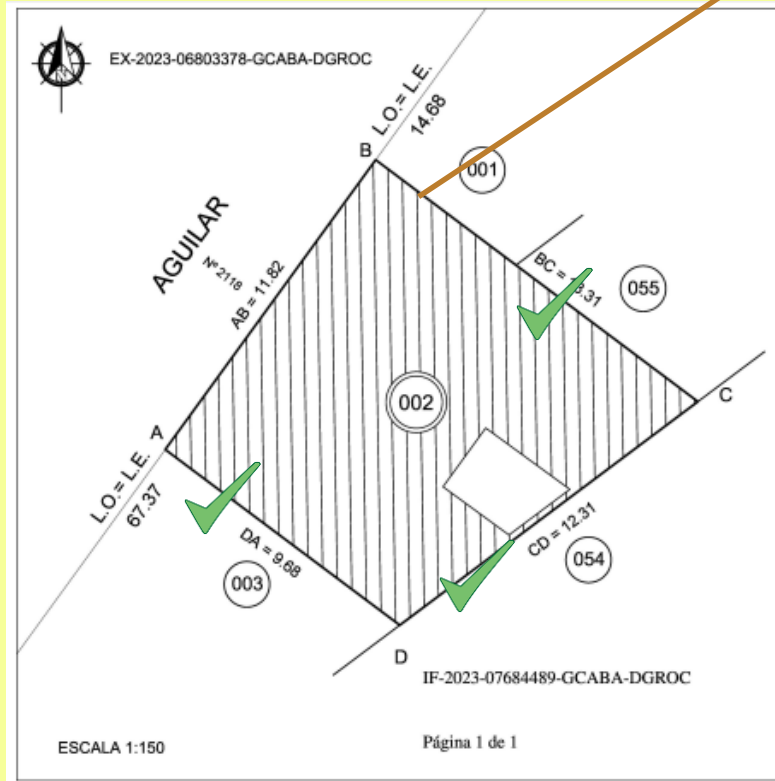 EX-2023-06803378-GCABA-DGROC
N
L.O.= L.E.
14.68
B
001
AGUILAR
Nº 2118
AB = 11.82
BC = 13.31
055
002
C
A
L.O.= L.E.
67.37
DA = 9.68
003
CD = 12.31
054
D
IF-2023-07684489-GCABA-DGROC
ESCALA 1:150
Página 1 de 1